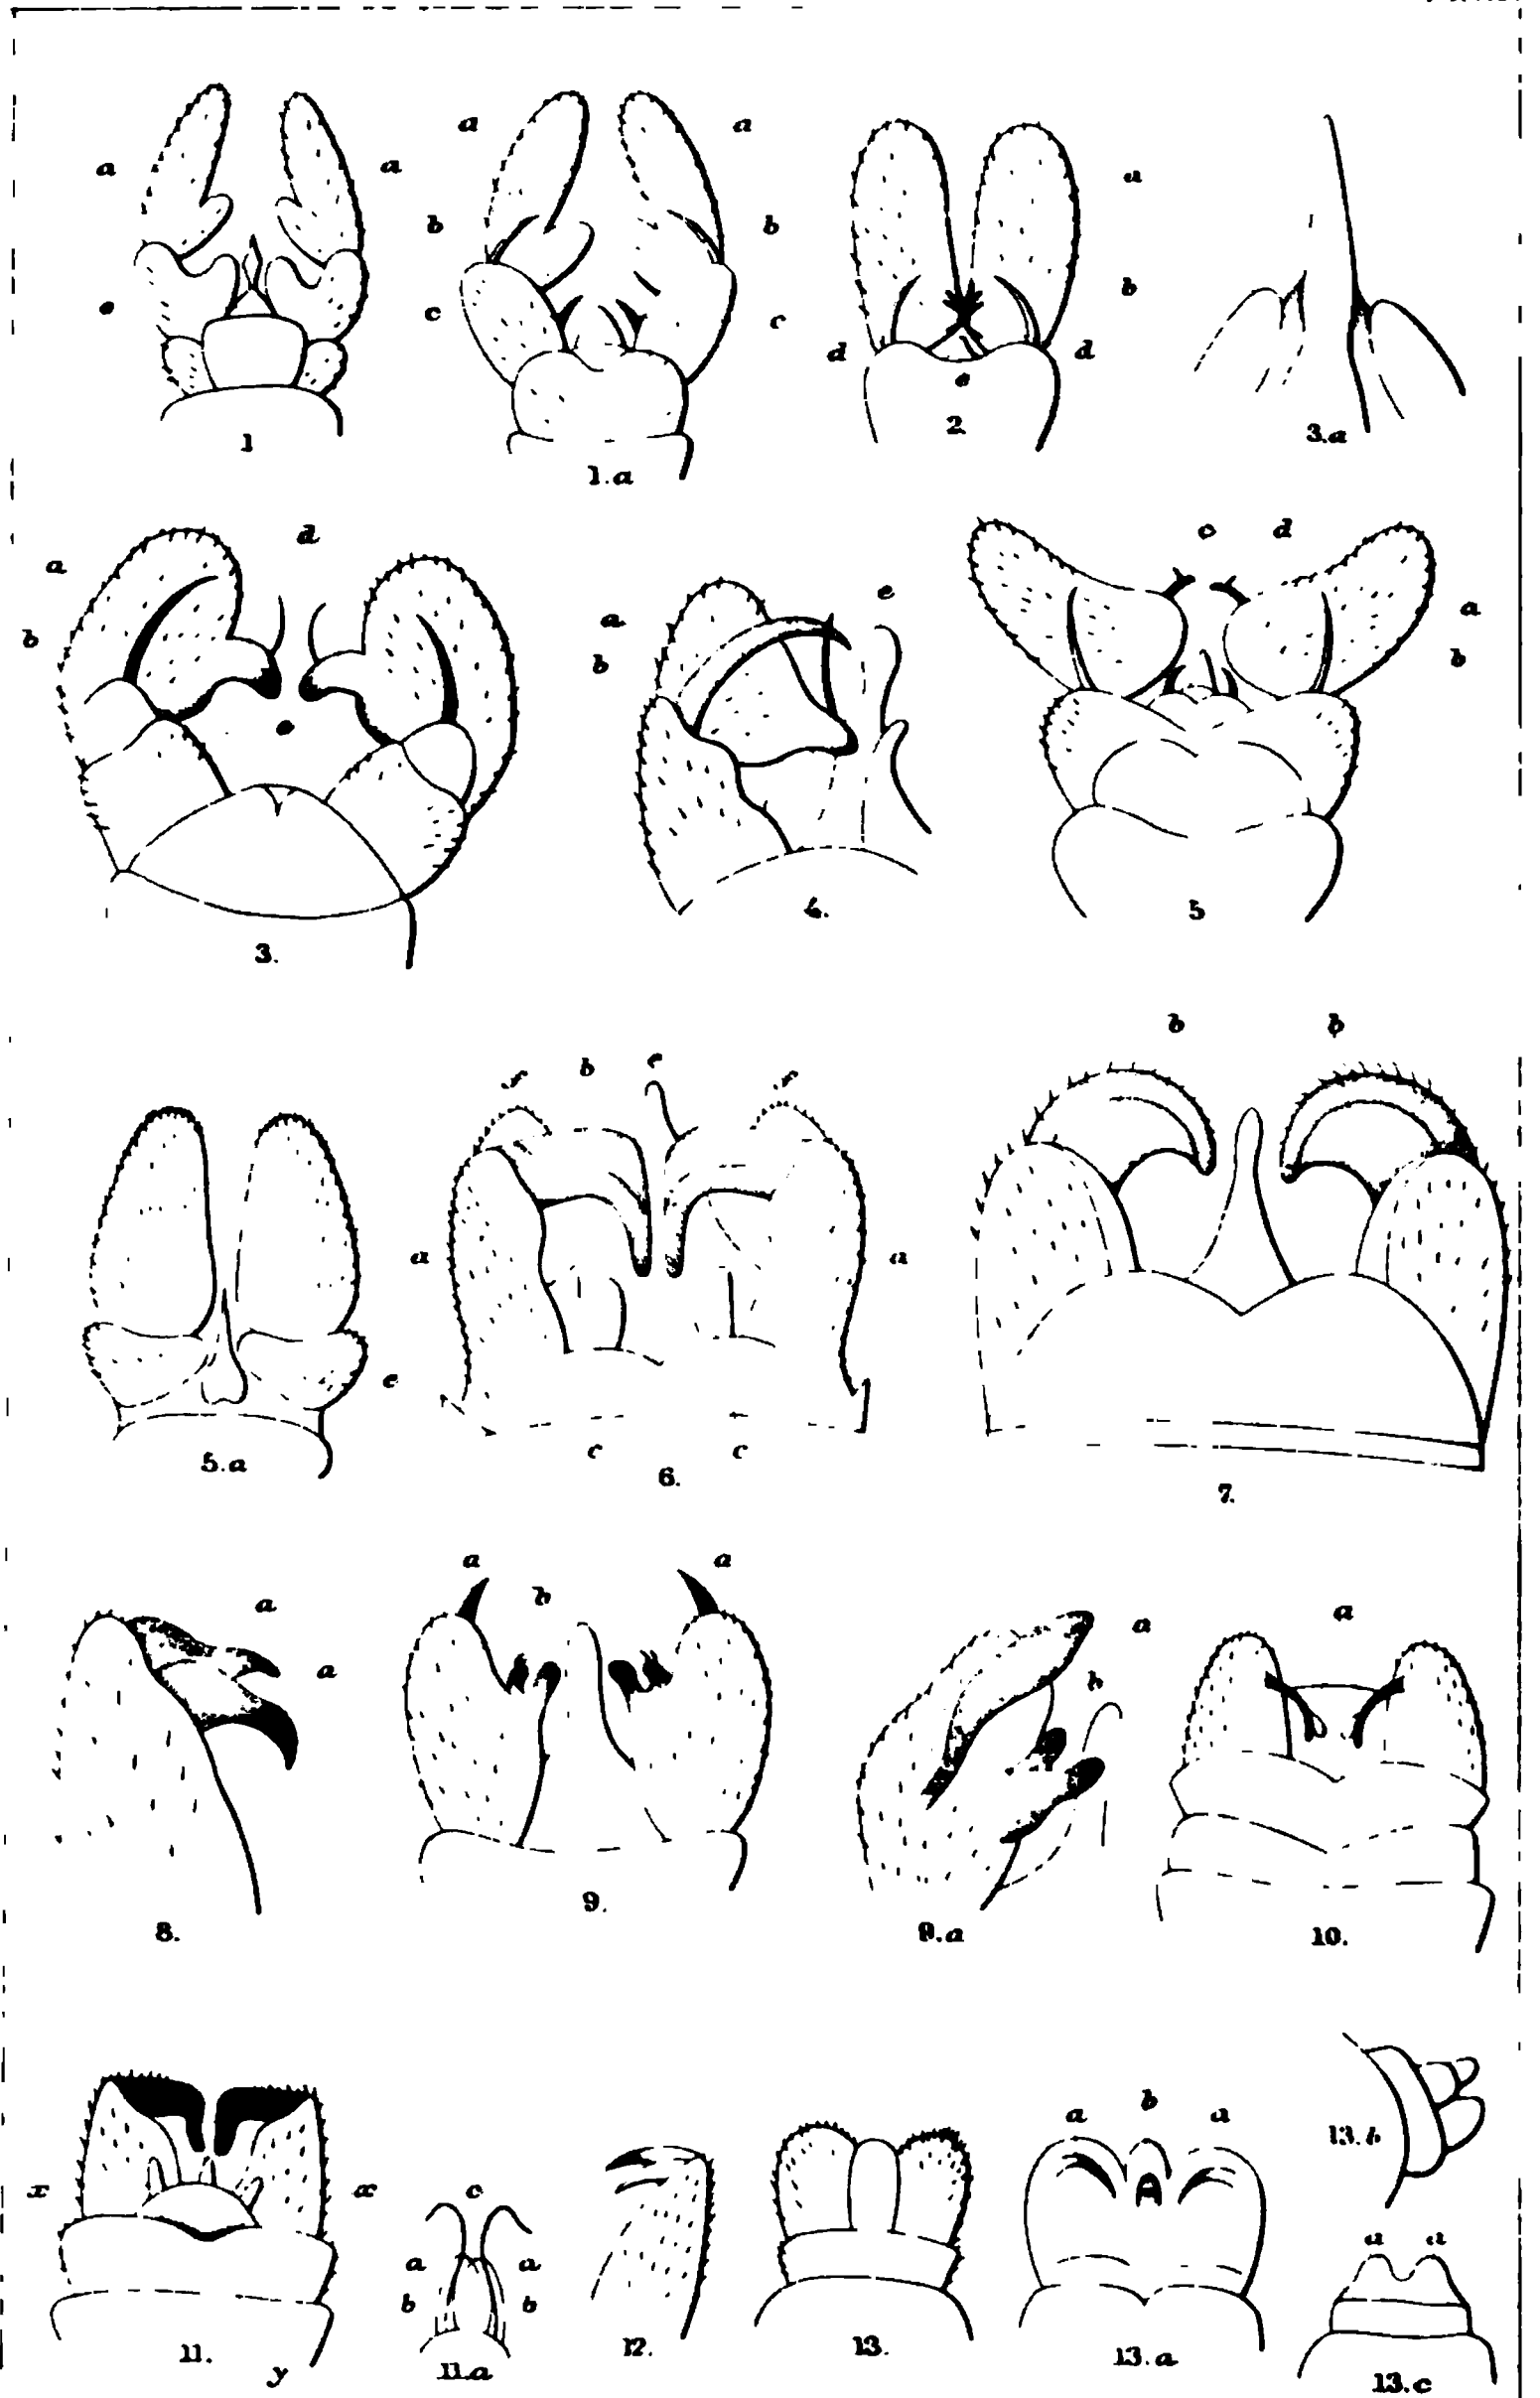 a a a a
a
b b b
e c c
d d
e
1 1.a 2 3.a
a d e d
a e a
b b b
e
3. 4. 5
b b
f b e f
a a
e
5.a c c
6. 7.
a a
a b a
a b a
8. 9. 9.a 10.
a b a 13.b
x x c
a a a a
b b
11. y 11.a 12. 13. 13.a 13.c